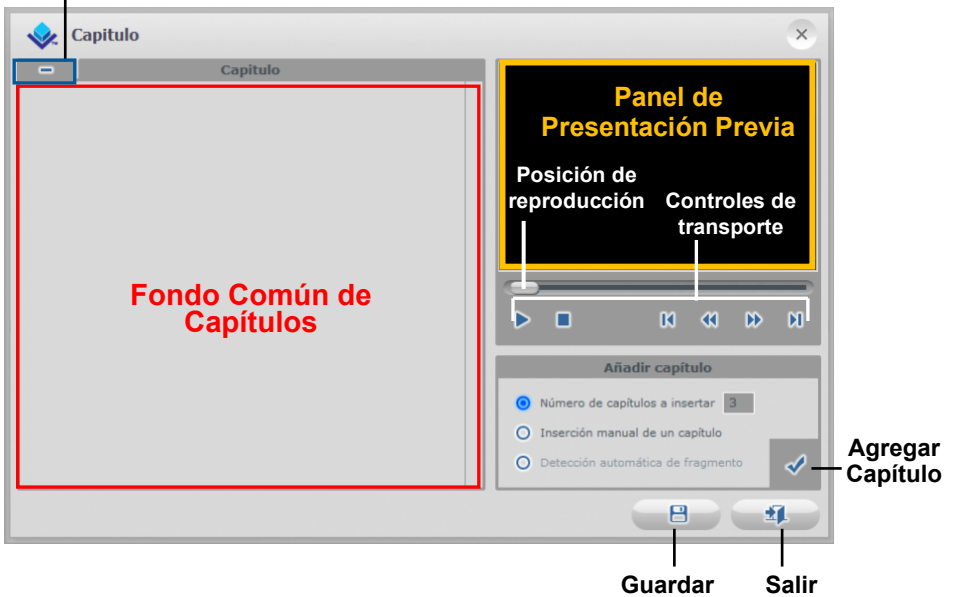 Capitulo
Capitulo
Panel de
Presentación Previa
Posición de
reproducción
Controles de
transporte
Fondo Común de
Capítulos
Añadir capítulo
Número de capítulos a insertar 3
Inserción manual de un capítulo
Detección automática de fragmento
Agregar
Capítulo
Guardar
Salir